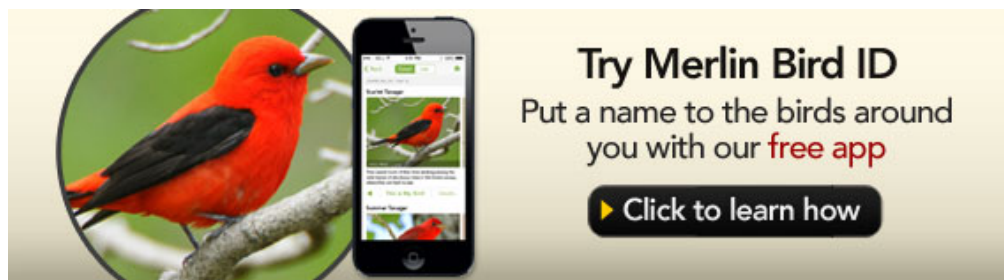 Scarlet Tanager
Summer Tanager
Try Merlin Bird ID
Put a name to the birds around
you with our free app
Click to learn how